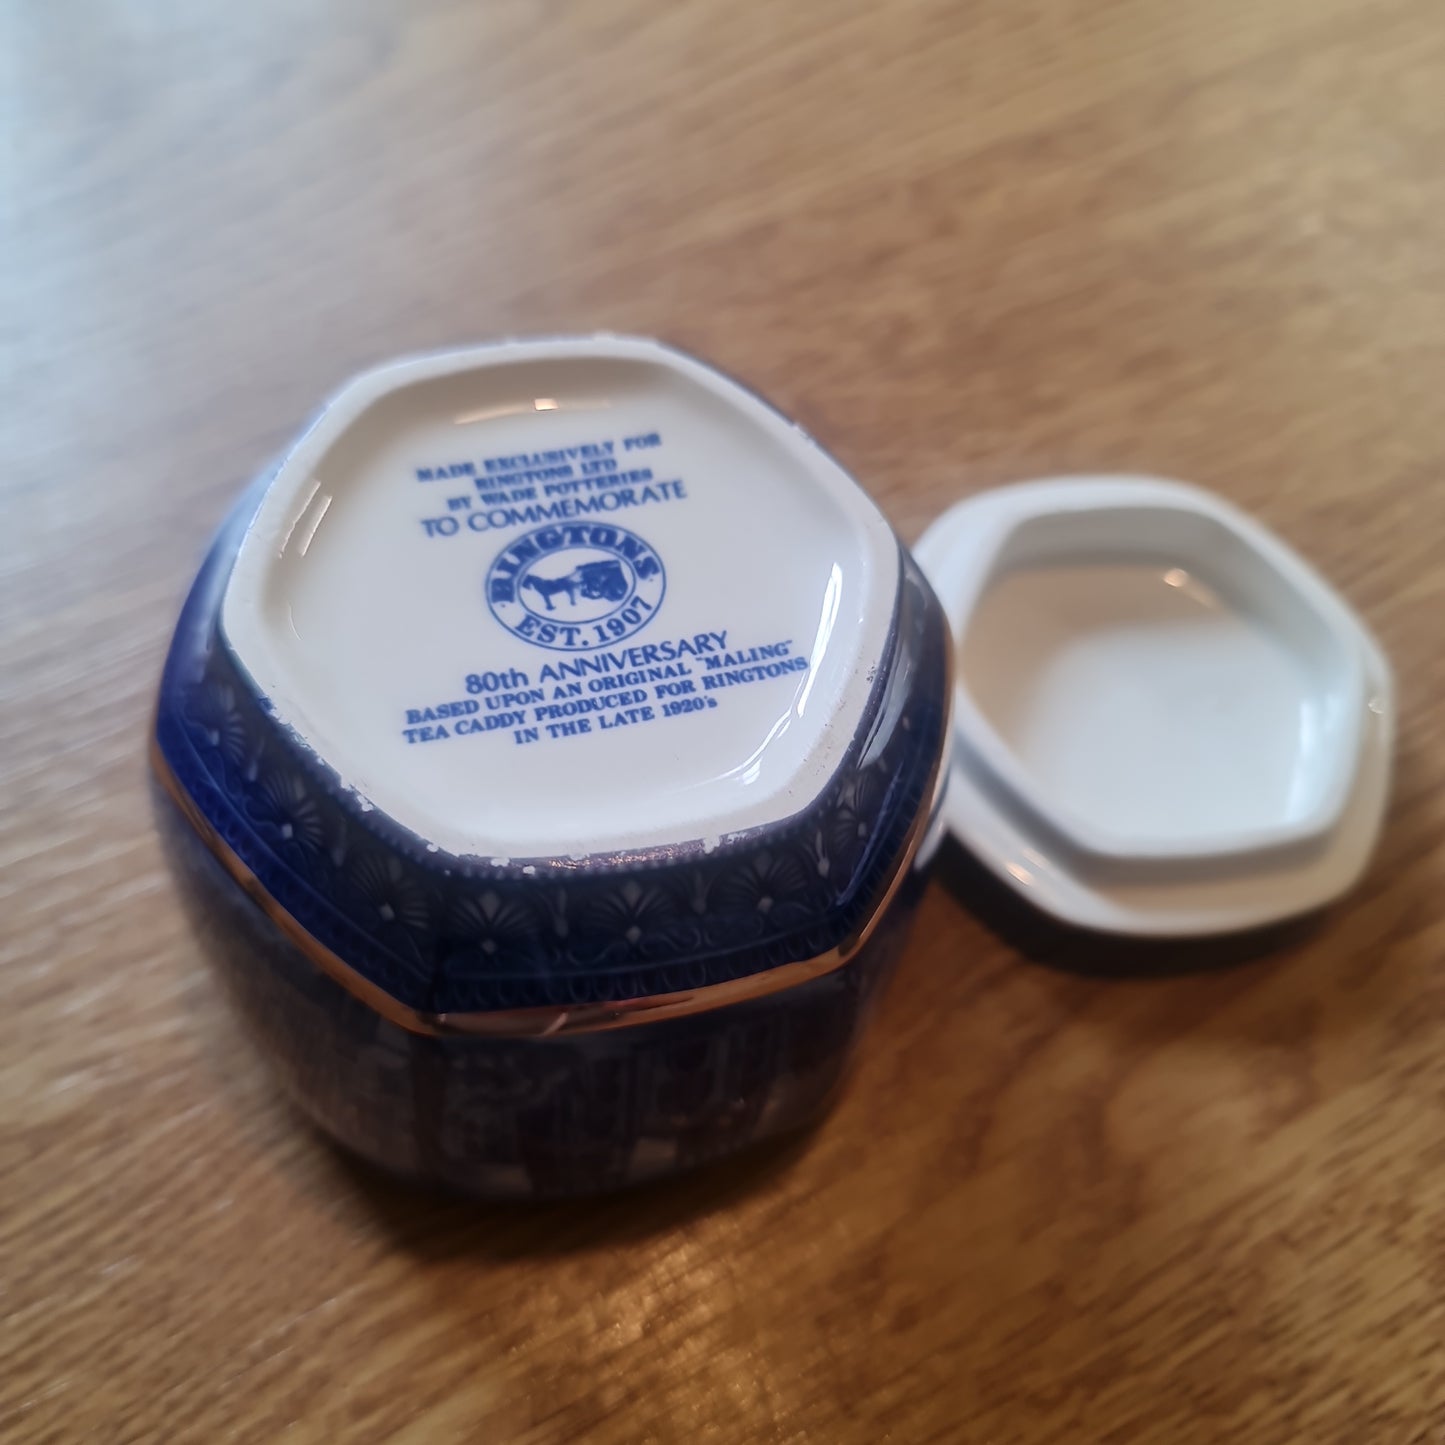 MADE EXCLUSIVELY FOR
RINGTONS LTD
BY WADE POTTERIES
TO COMMEMORATE
RINGTONS
EST. 1907
80th ANNIVERSARY
BASED UPON AN ORIGINAL "MALING"
TEA CADDY PRODUCED FOR RINGTONS
IN THE LATE 1920's